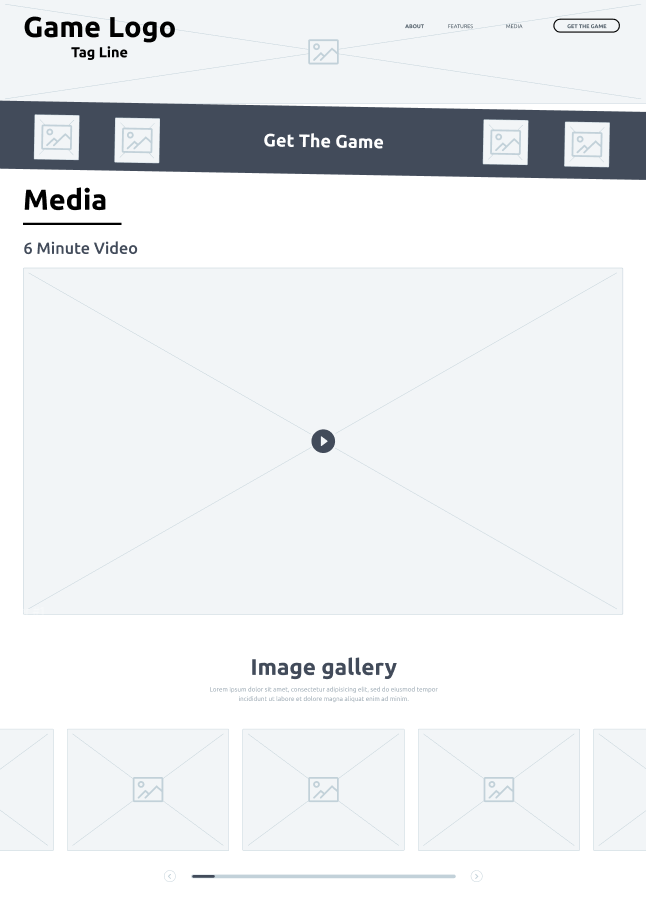 Game Logo
Tag Line
ABOUT
FEATURES
MEDIA
GET THE GAME
Get The Game
Media
6 Minute Video
Image gallery
Lorem ipsum dolor sit amet, consectetur adipisicing elit, sed do eiusmod tempor
incididunt ut labore et dolore magna aliquat enim ad minim.